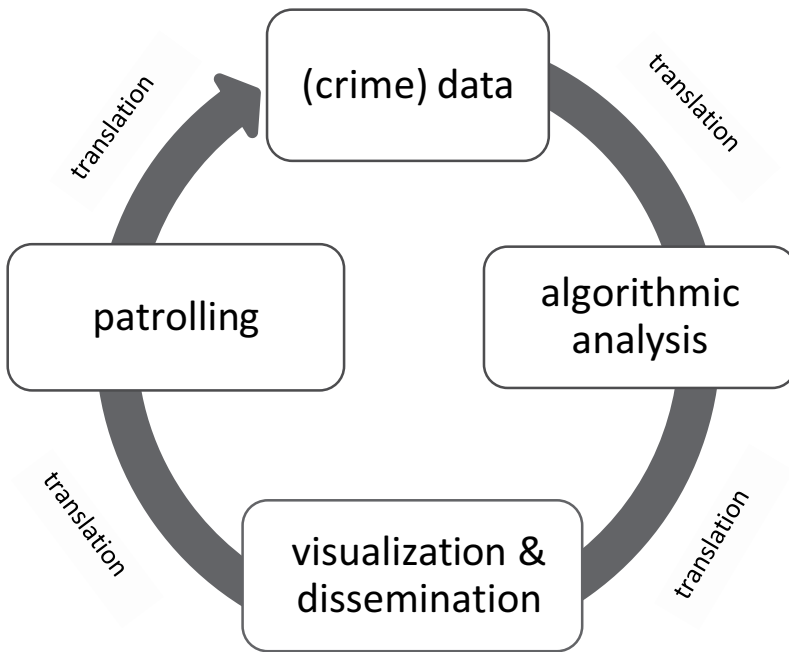 (crime) data
translation
translation
patrolling
algorithmic
analysis
translation
translation
visualization &
dissemination